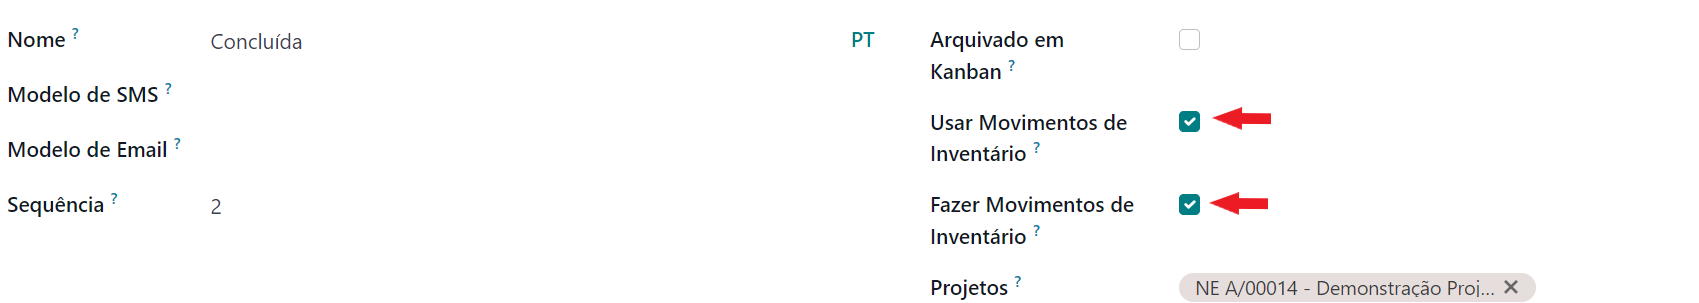 Nome ?
Concluída
PT
Modelo de SMS ?
Modelo de Email ?
Sequência ?
2
Arquivado em
Kanban ?
Usar Movimentos de
Inventário ?
Fazer Movimentos de
Inventário ?
Projetos ?
NE A/00014 - Demonstração Proj... ✕